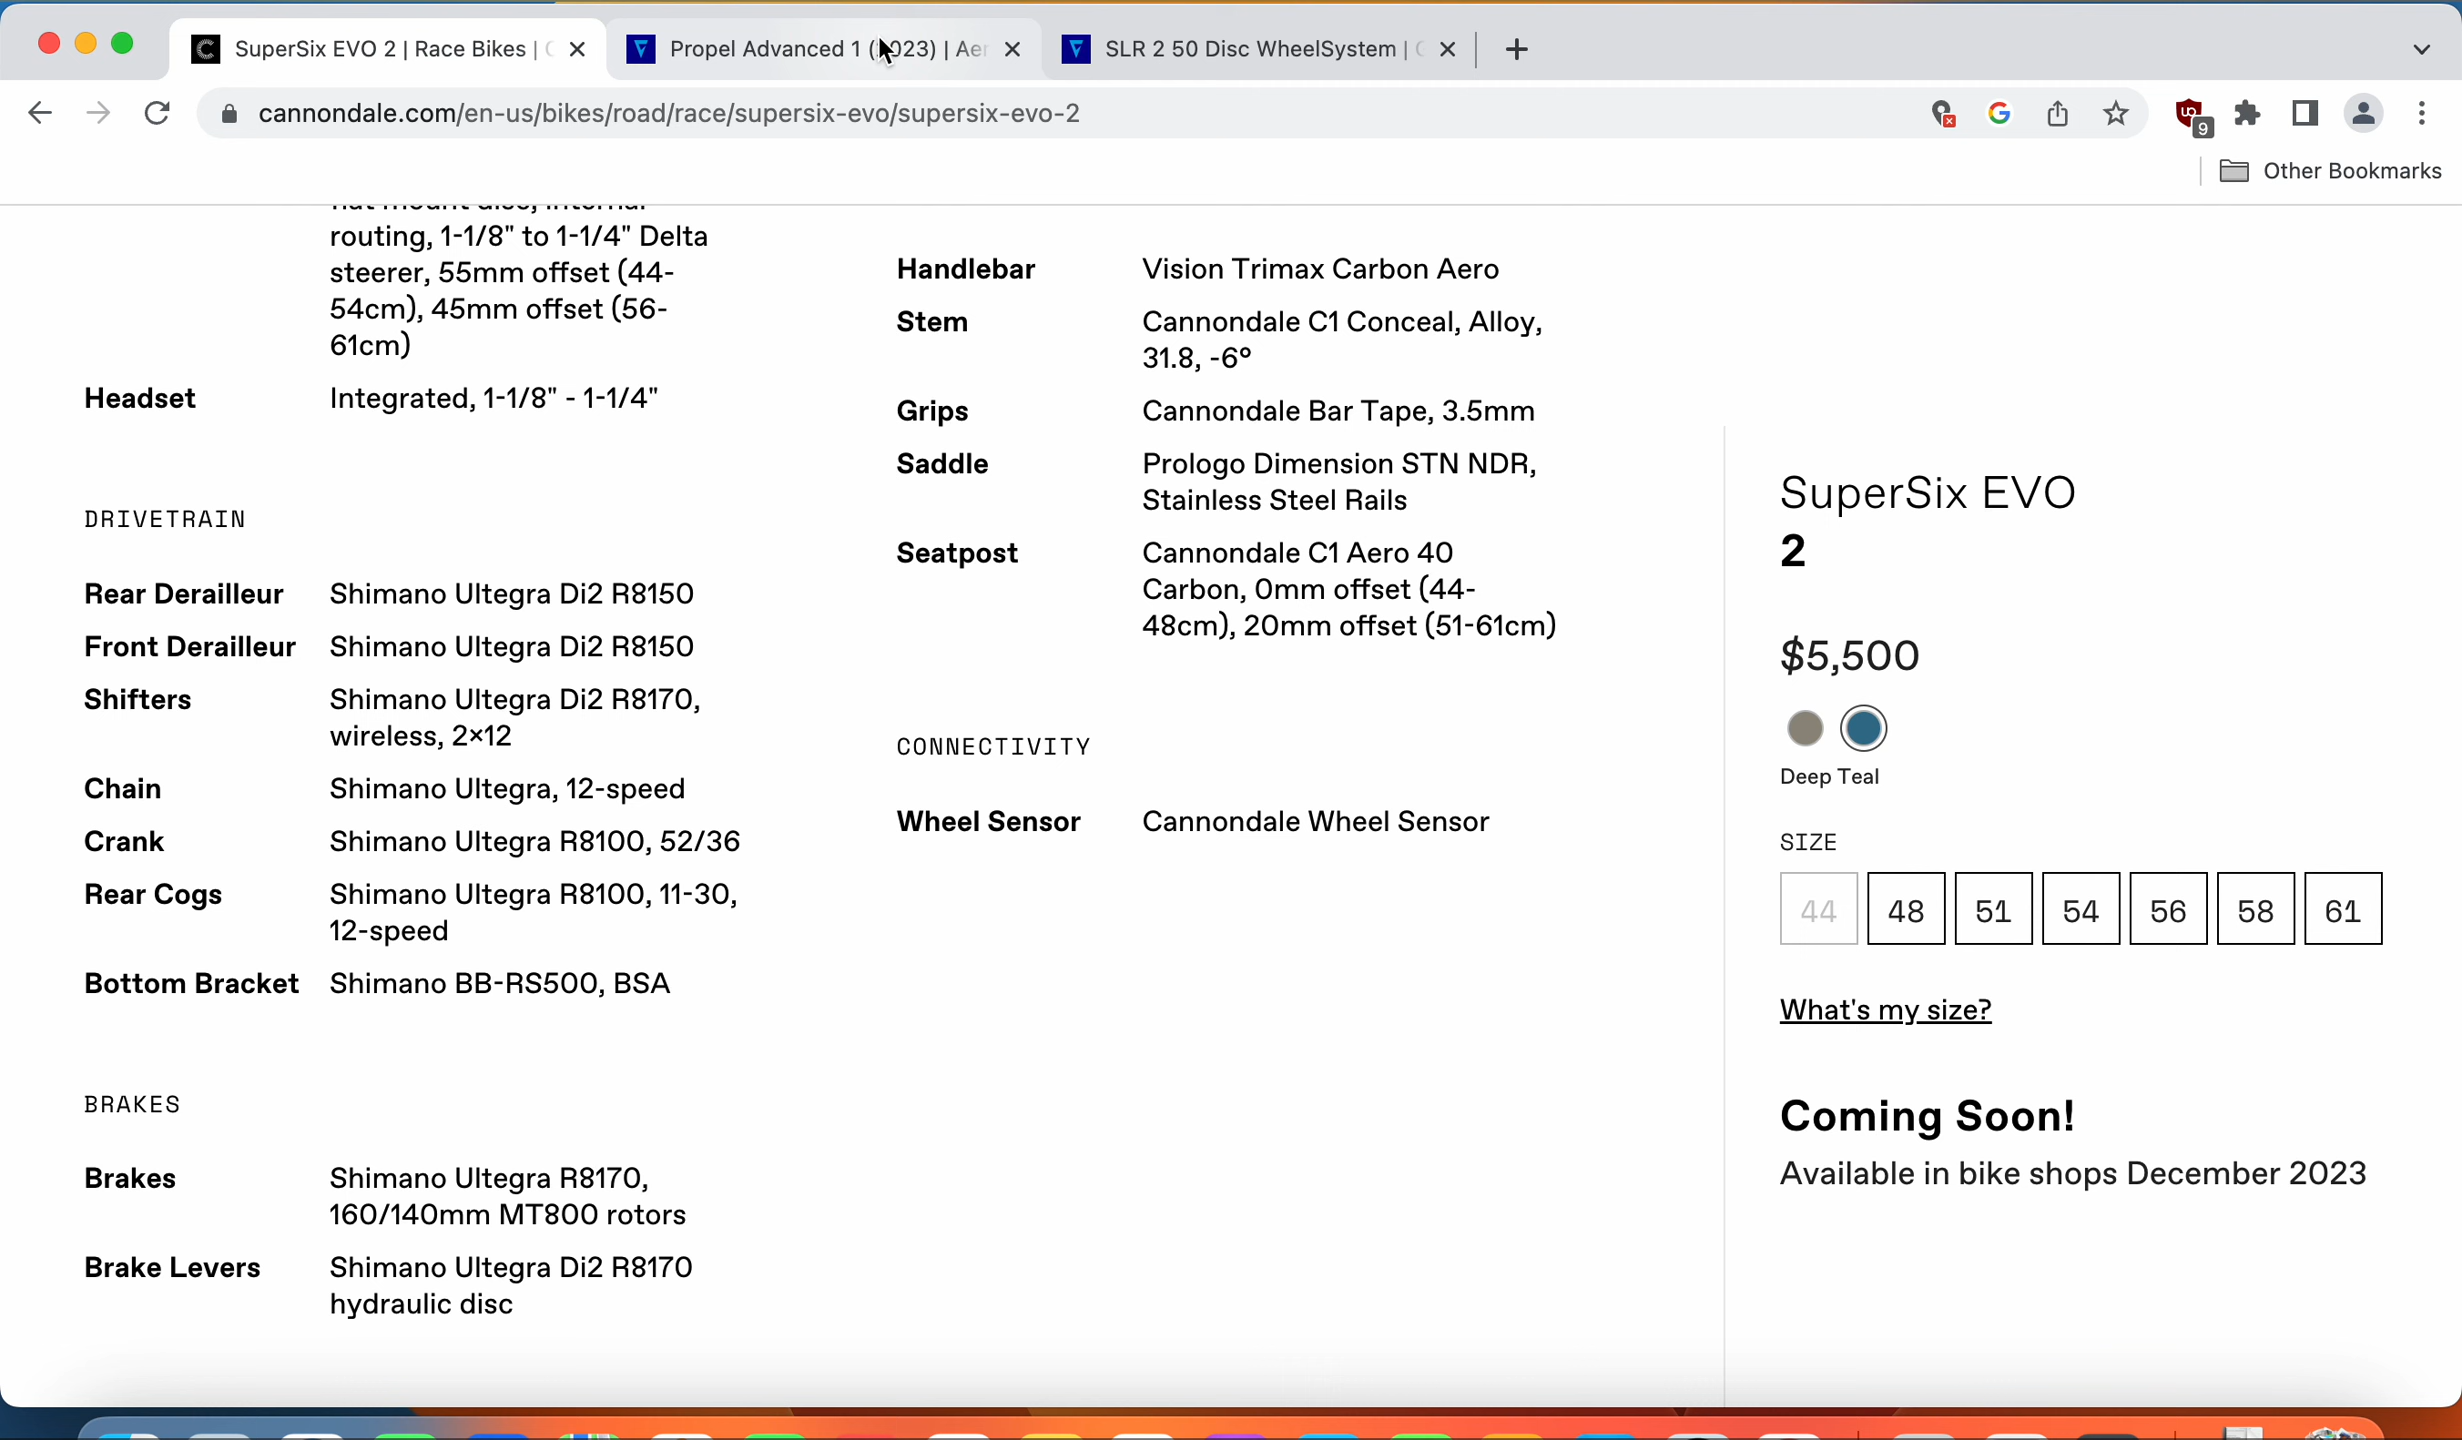 SuperSix EVO 2 | Race Bikes |
Propel Advanced 1 (2023) | Aer
SLR 2 50 Disc WheelSystem |
cannondale.com/en-us/bikes/road/race/supersix-evo/supersix-evo-2
9
Other Bookmarks
routing, 1-1/8" to 1-1/4" Delta
steerer, 55mm offset (44-
54cm), 45mm offset (56-
61cm)
Headset Integrated, 1-1/8" - 1-1/4"
DRIVETRAIN
Rear Derailleur Shimano Ultegra Di2 R8150
Front Derailleur Shimano Ultegra Di2 R8150
Shifters Shimano Ultegra Di2 R8170,
wireless, 2×12
Chain Shimano Ultegra, 12-speed
Crank Shimano Ultegra R8100, 52/36
Rear Cogs Shimano Ultegra R8100, 11-30,
12-speed
Bottom Bracket Shimano BB-RS500, BSA
BRAKES
Brakes Shimano Ultegra R8170,
160/140mm MT800 rotors
Brake Levers Shimano Ultegra Di2 R8170
hydraulic disc
Handlebar Vision Trimax Carbon Aero
Stem Cannondale C1 Conceal, Alloy,
31.8, -6°
Grips Cannondale Bar Tape, 3.5mm
Saddle Prologo Dimension STN NDR,
Stainless Steel Rails
Seatpost Cannondale C1 Aero 40
Carbon, 0mm offset (44-
48cm), 20mm offset (51-61cm)
CONNECTIVITY
Wheel Sensor Cannondale Wheel Sensor
SuperSix EVO
2
$5,500
Deep Teal
SIZE
44 48 51 54 56 58 61
What's my size?
Coming Soon!
Available in bike shops December 2023